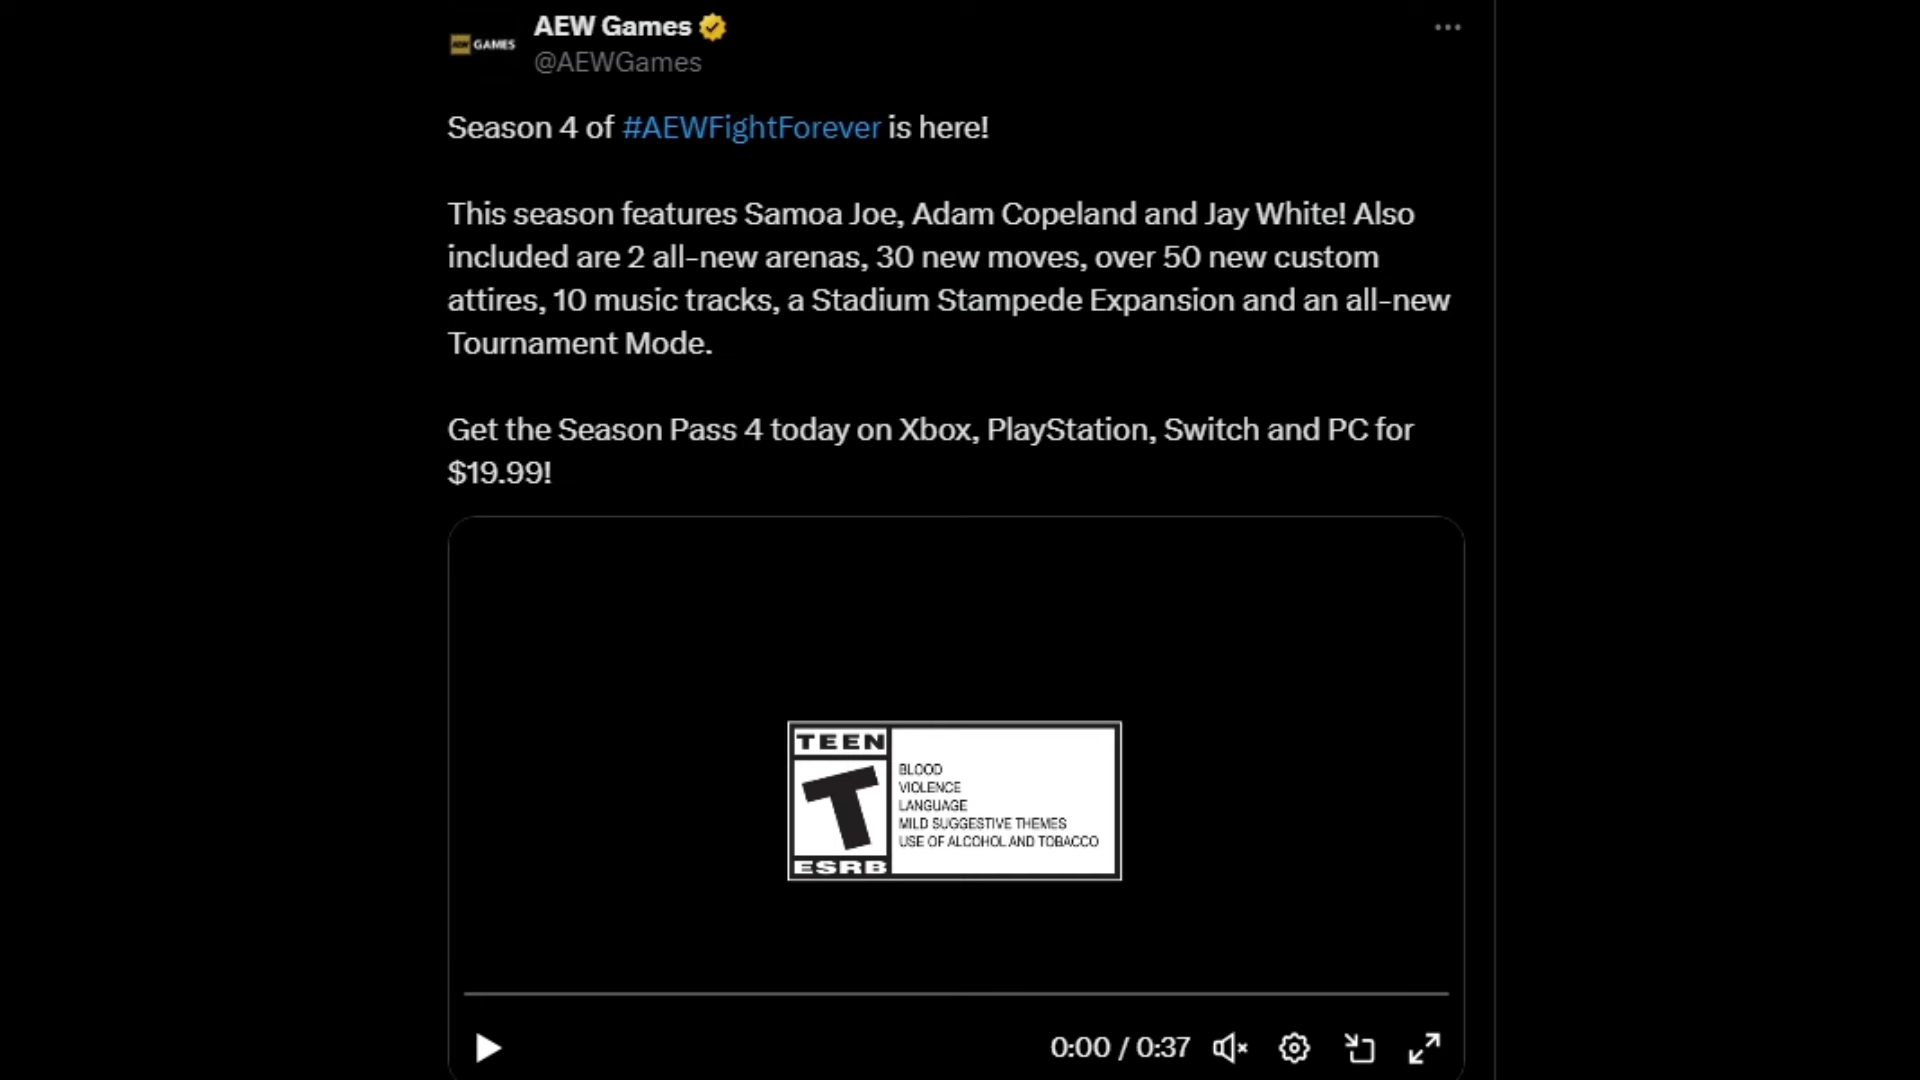 AEW Games
AEW GAMES
@AEWGames
Season 4 of #AEWFightForever is here!
This season features Samoa Joe, Adam Copeland and Jay White! Also
included are 2 all-new arenas, 30 new moves, over 50 new custom
attires, 10 music tracks, a Stadium Stampede Expansion and an all-new
Tournament Mode.
Get the Season Pass 4 today on Xbox, PlayStation, Switch and PC for
$19.99!
TEEN
T
ESRB
BLOOD
VIOLENCE
LANGUAGE
MILD SUGGESTIVE THEMES
USE OF ALCOHOL AND TOBACCO
0:00 / 0:37